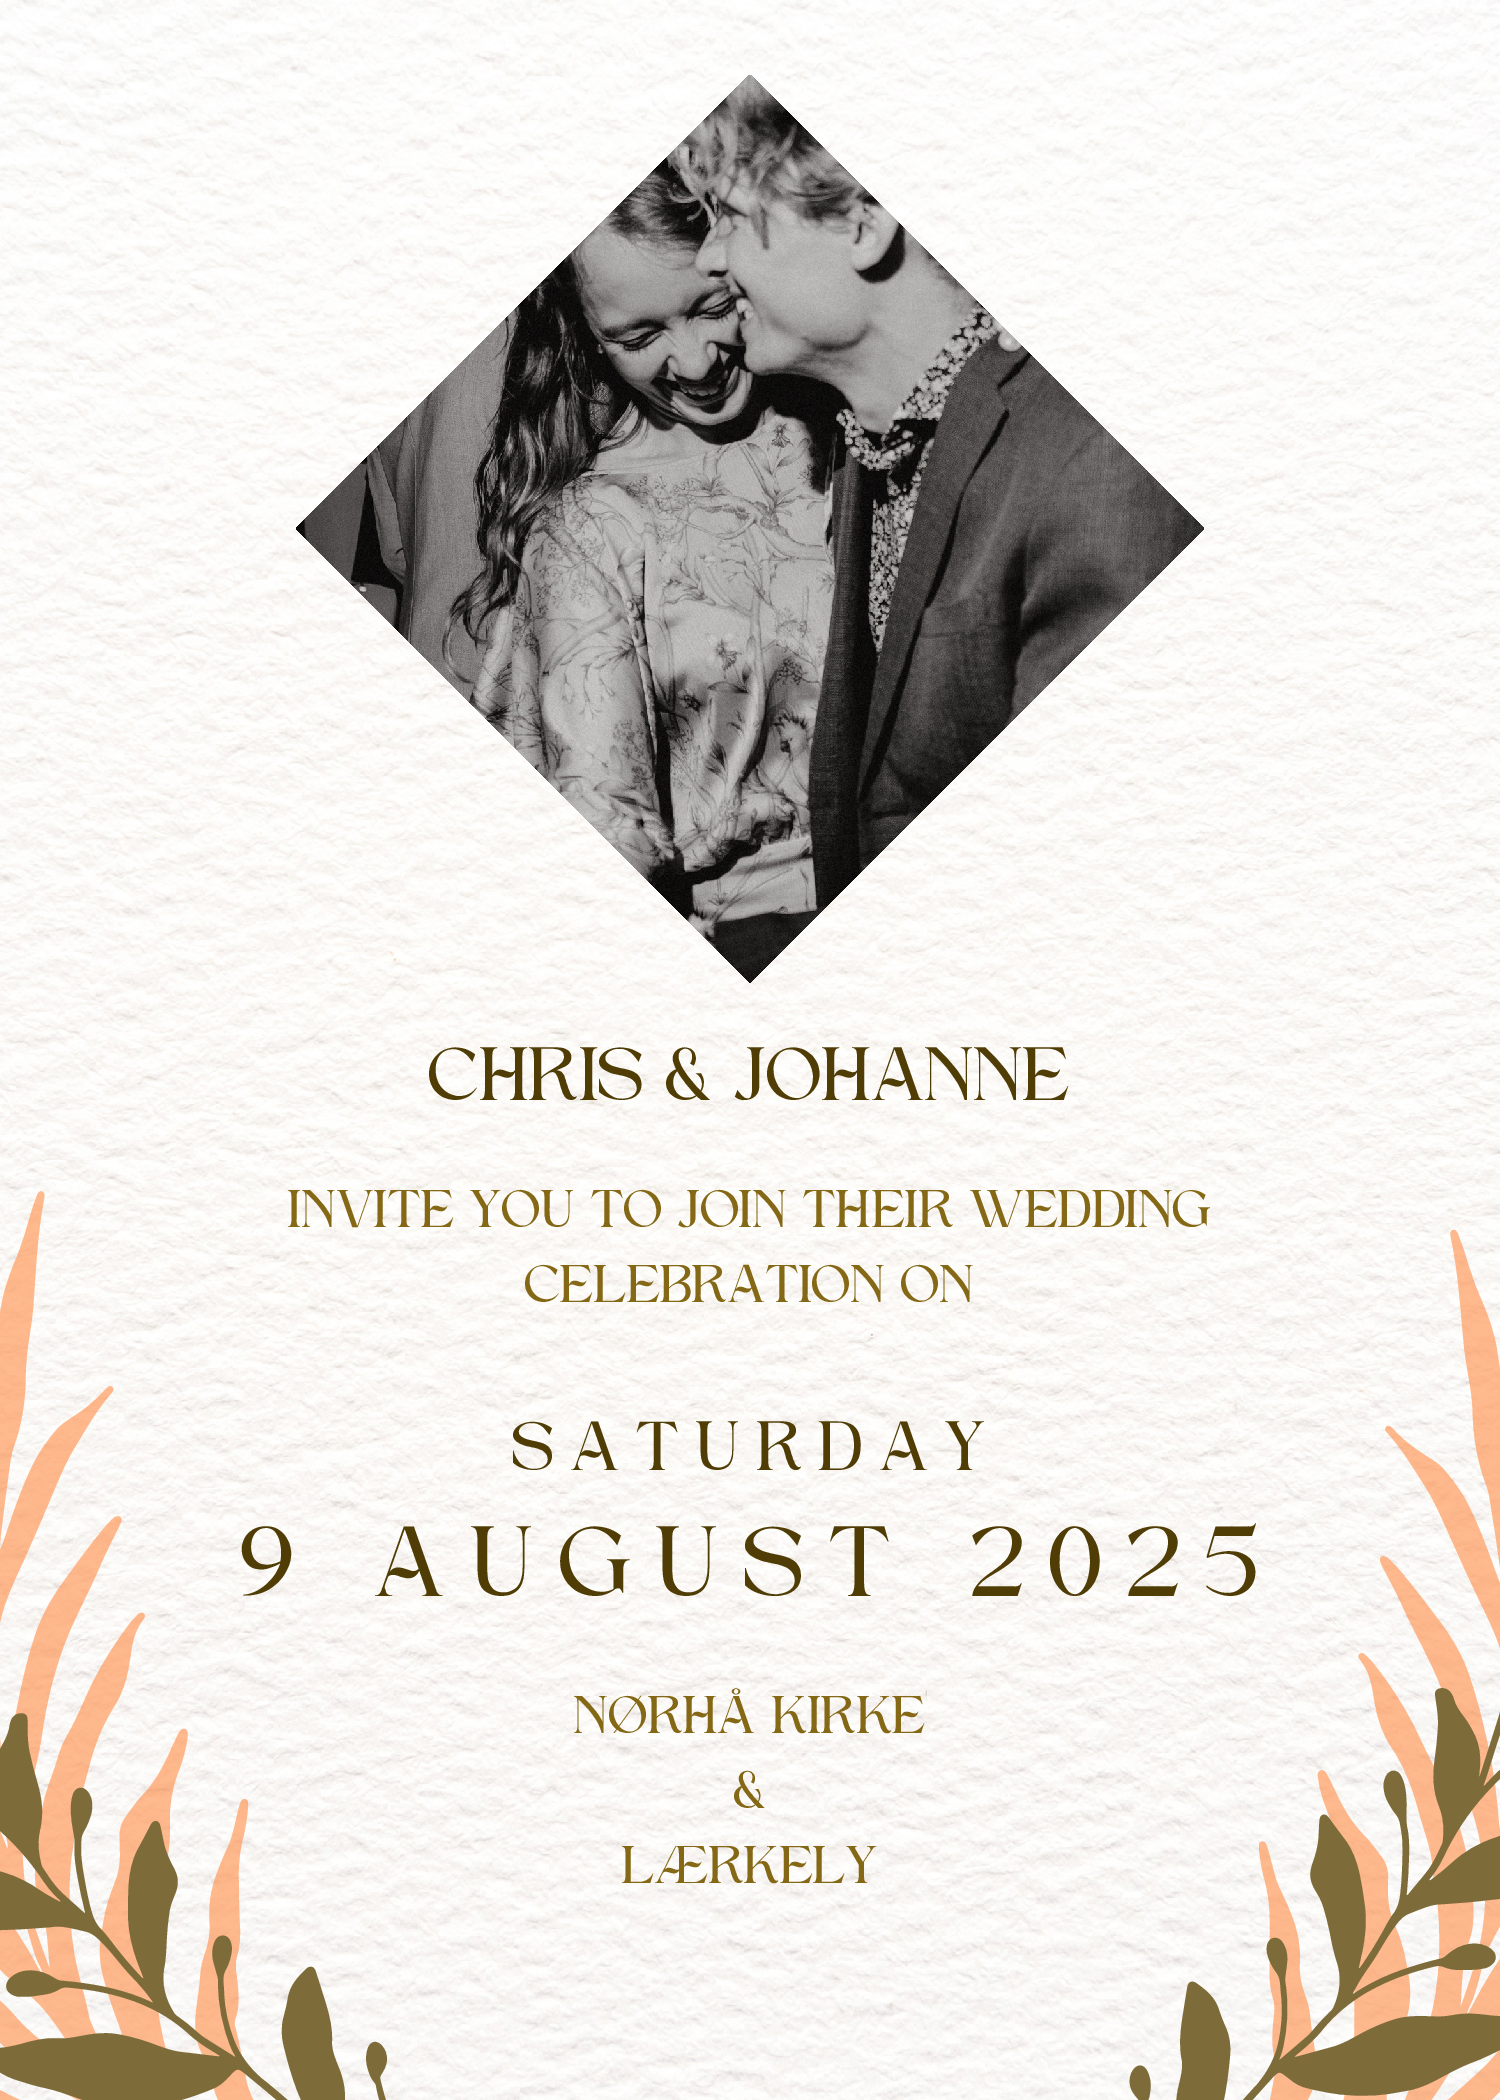 CHRIS & JOHANNE
INVITE YOU TO JOIN THEIR WEDDING
CELEBRATION ON
SATURDAY
9 AUGUST 2025
NØRHÅ KIRKE
&
LÆRKELY